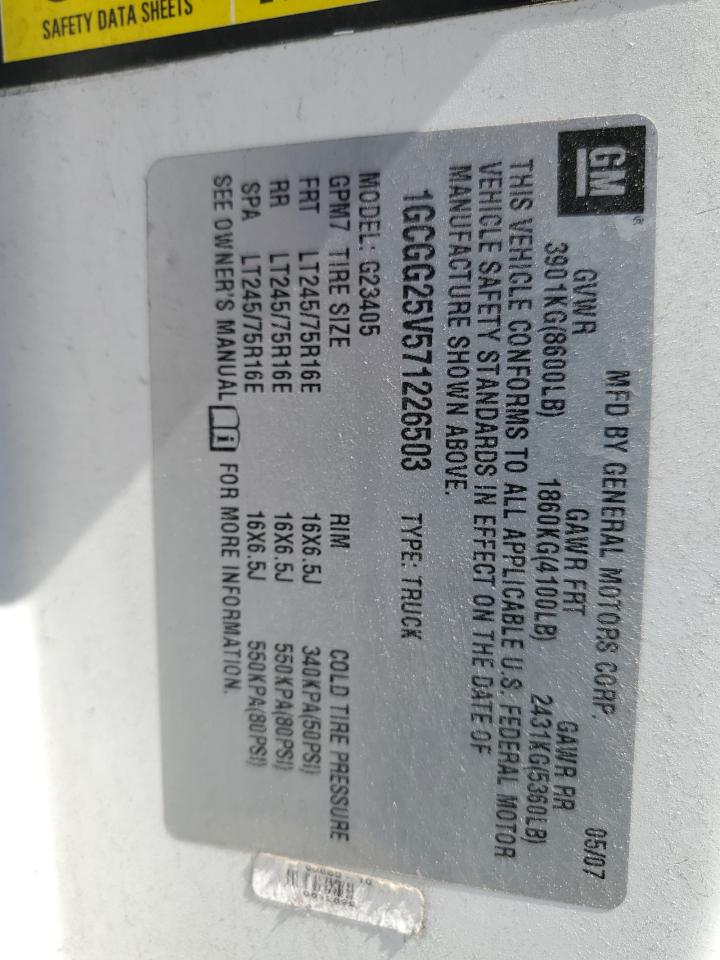 SAFETY DATA SHEETS
GM
MFD BY GENERAL MOTORS CORP. 05/07
GVWR GAWR FRT GAWR RR
3901KG(8600LB) 1860KG(4100LB) 2431KG(5360LB)
THIS VEHICLE CONFORMS TO ALL APPLICABLE U.S. FEDERAL MOTOR
VEHICLE SAFETY STANDARDS IN EFFECT ON THE DATE OF
MANUFACTURE SHOWN ABOVE.
1GCGG25V571226503 TYPE: TRUCK
MODEL: G23405
GPM7 TIRE SIZE RIM COLD TIRE PRESSURE
FRT LT245/75R16E 16X6.5J 340KPA(50PSI)
RR LT245/75R16E 16X6.5J 550KPA(80PSI)
SPA LT245/75R16E 16X6.5J 550KPA(80PSI)
SEE OWNER'S MANUAL FOR MORE INFORMATION.